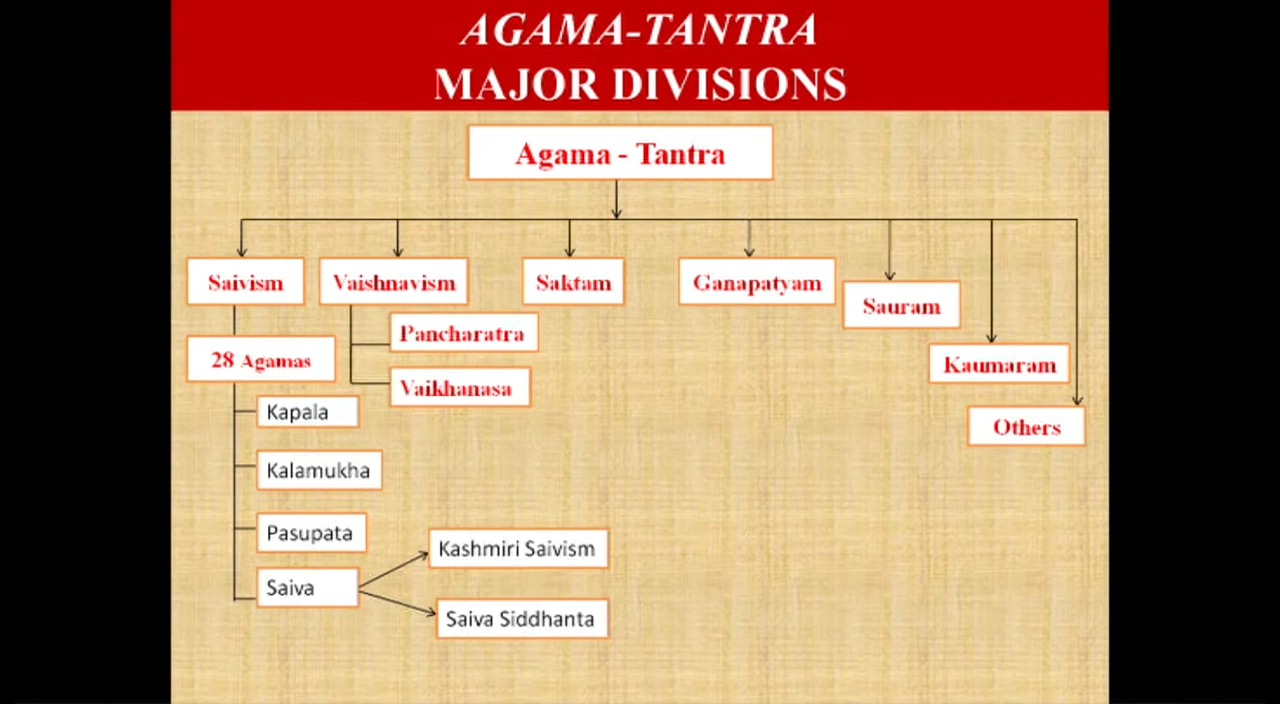 AGAMA-TANTRA
MAJOR DIVISIONS
Agama - Tantra
Saivism
Vaishnavism
Saktam
Ganapatyam
Sauram
Kaumaram
Others
Pancharatra
Vaikhanasa
28 Agamas
Kapala
Kalamukha
Pasupata
Saiva
Kashmiri Saivism
Saiva Siddhanta